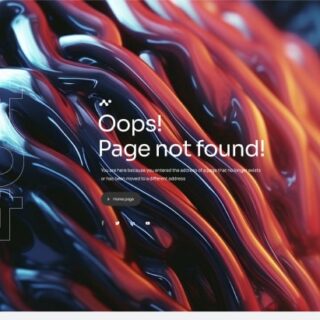 Oops!
Page not found!
You are here because you entered the address of a page that no longer exists
or has been moved to a different address
Home page
404